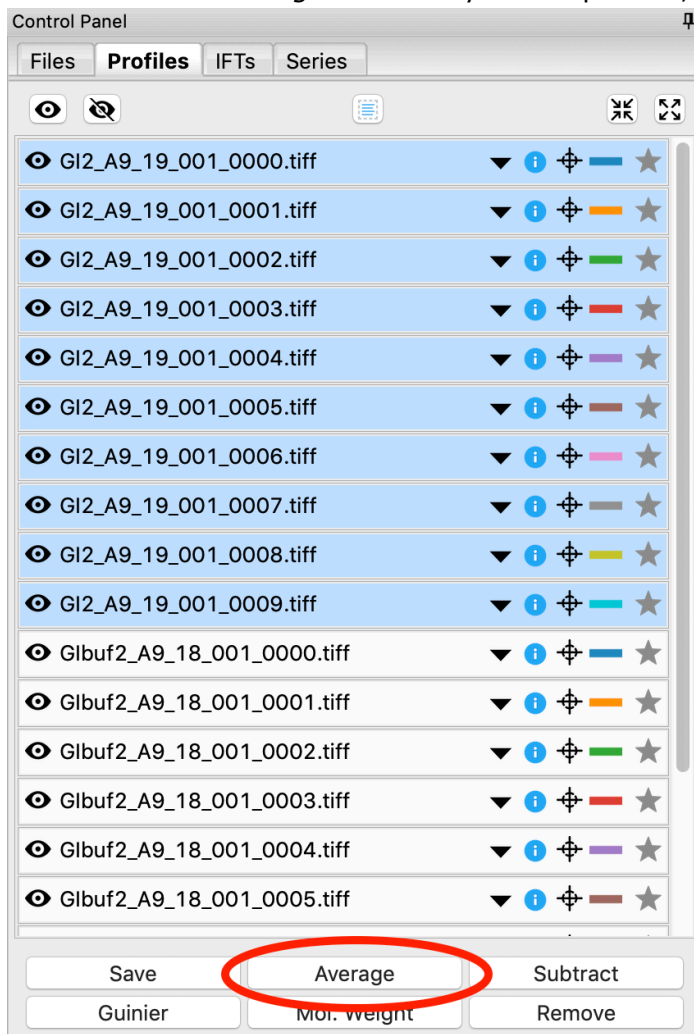 Control Panel
Files Profiles IFTs Series
GI2_A9_19_001_0000.tiff
GI2_A9_19_001_0001.tiff
GI2_A9_19_001_0002.tiff
GI2_A9_19_001_0003.tiff
GI2_A9_19_001_0004.tiff
GI2_A9_19_001_0005.tiff
GI2_A9_19_001_0006.tiff
GI2_A9_19_001_0007.tiff
GI2_A9_19_001_0008.tiff
GI2_A9_19_001_0009.tiff
GIbuf2_A9_18_001_0000.tiff
GIbuf2_A9_18_001_0001.tiff
GIbuf2_A9_18_001_0002.tiff
GIbuf2_A9_18_001_0003.tiff
GIbuf2_A9_18_001_0004.tiff
GIbuf2_A9_18_001_0005.tiff
Save Average Subtract
Guinier Mol. Weight Remove